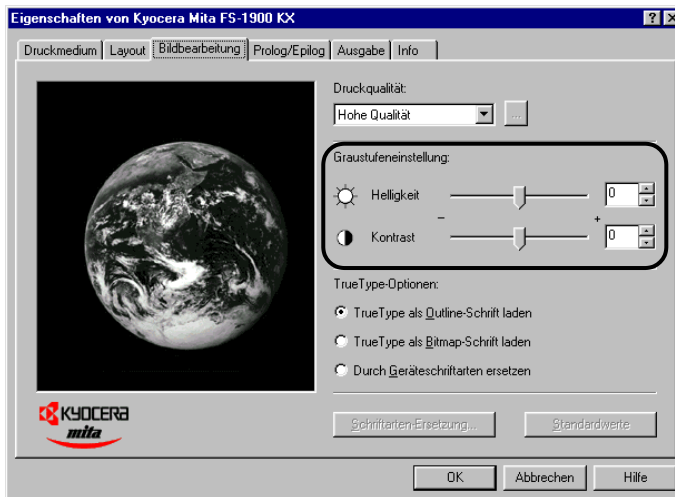 Eigenschaften von Kyocera Mita FS-1900 KX
Druckmedium Layout Bildbearbeitung Prolog/Epilog Ausgabe Info
Druckqualität:
Hohe Qualität ...
Graustufeneinstellung:
Helligkeit 0
- +
Kontrast 0
TrueType-Optionen:
TrueType als Outline-Schrift laden
TrueType als Bitmap-Schrift laden
Durch Geräteschriftarten ersetzen
KYOCERA
mita
Schriftarten-Ersetzung... Standardwerte
OK Abbrechen Hilfe